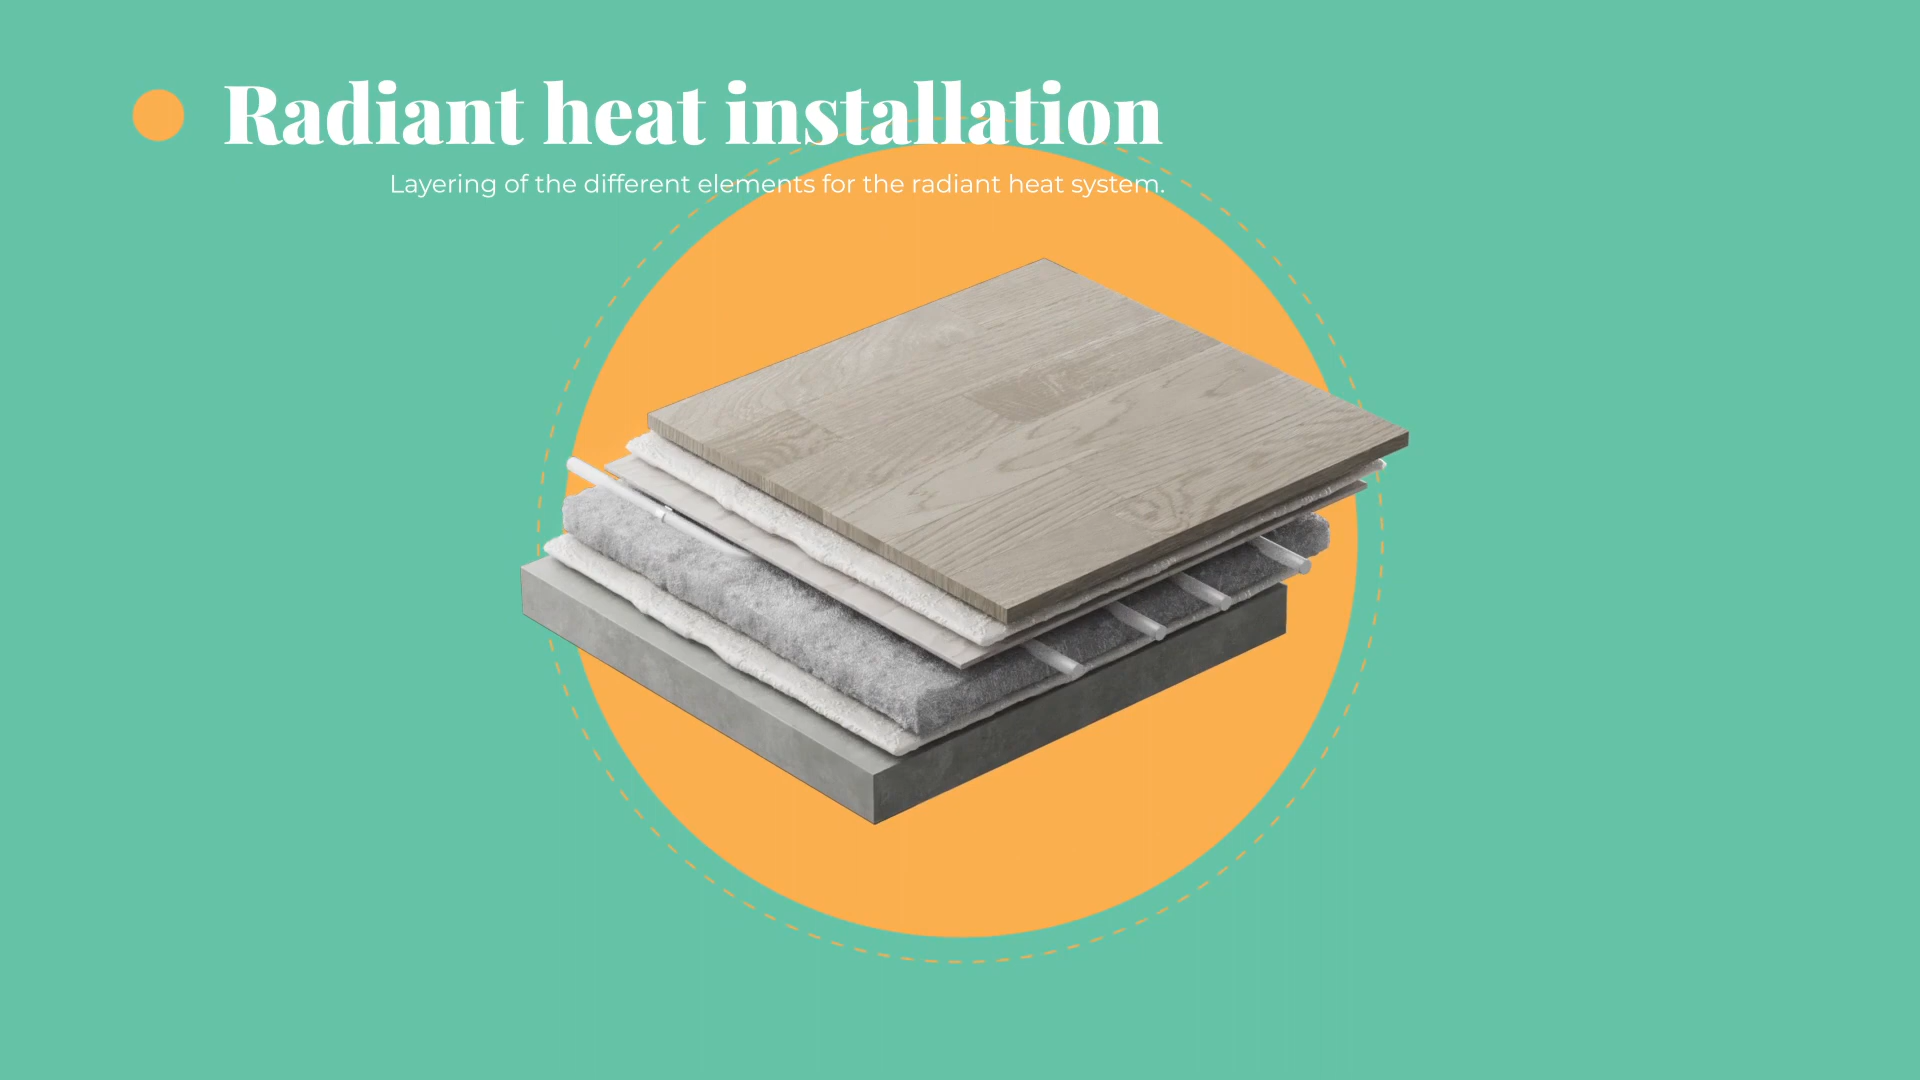 Radiant heat installation
Layering of the different elements for the radiant heat system.